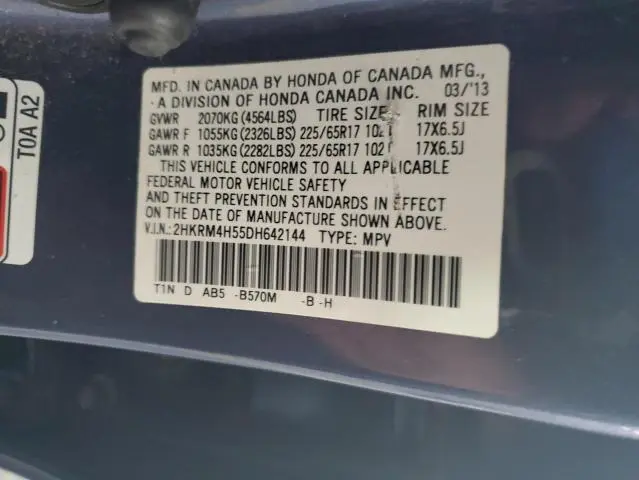 MFD. IN CANADA BY HONDA OF CANADA MFG.,
A DIVISION OF HONDA CANADA INC. 03/'13
GVWR 2070KG (4564LBS) TIRE SIZE RIM SIZE
GAWR F 1055KG (2326LBS) 225/65R17 102 17X6.5J
GAWR R 1035KG (2282LBS) 225/65R17 102 17X6.5J
THIS VEHICLE CONFORMS TO ALL APPLICABLE
FEDERAL MOTOR VEHICLE SAFETY
AND THEFT PREVENTION STANDARDS IN EFFECT
ON THE DATE OF MANUFACTURE SHOWN ABOVE.
V.I.N.: 2HKRM4H55DH642144 TYPE: MPV
T1N D AB5 -B570M -B -H
T0A A2